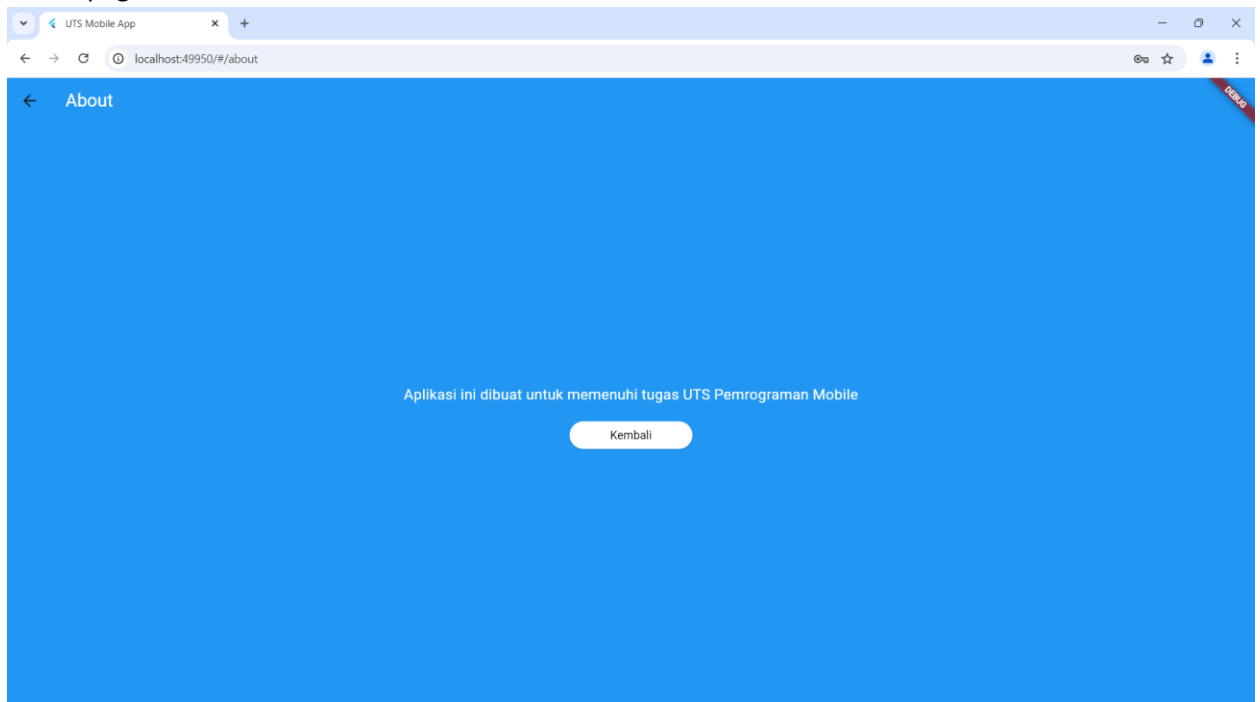 UTS Mobile App
localhost:49950/#/about
About
DEBUG
Aplikasi ini dibuat untuk memenuhi tugas UTS Pemrograman Mobile
Kembali